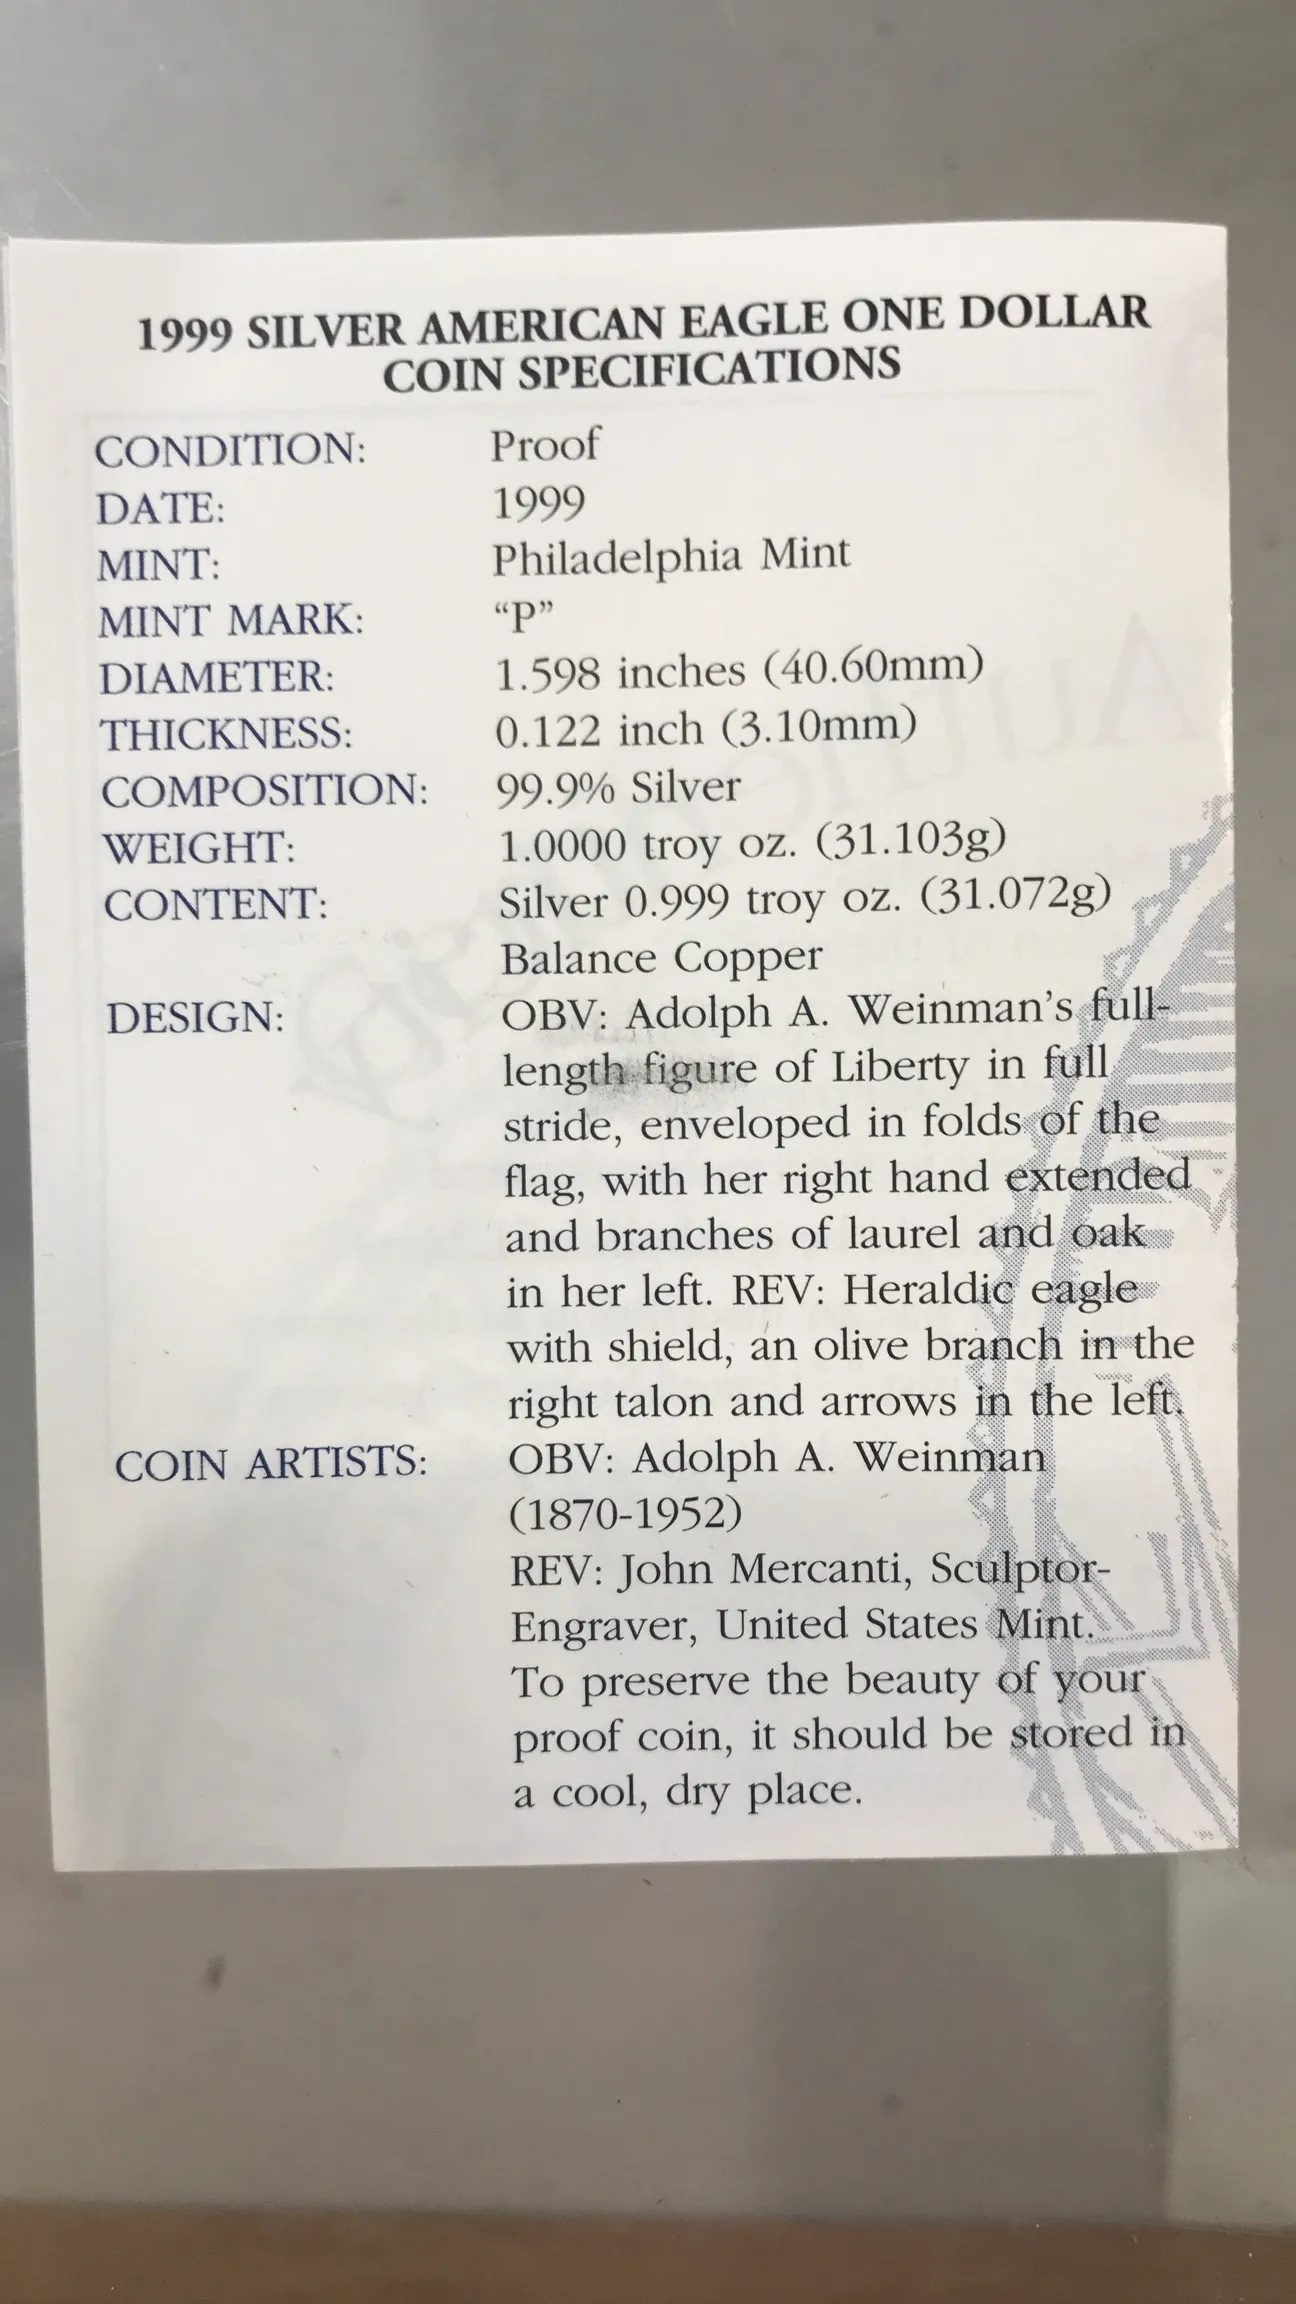 1999 SILVER AMERICAN EAGLE ONE DOLLAR
COIN SPECIFICATIONS
CONDITION: Proof
DATE: 1999
MINT: Philadelphia Mint
MINT MARK: “P”
DIAMETER: 1.598 inches (40.60mm)
THICKNESS: 0.122 inch (3.10mm)
COMPOSITION: 99.9% Silver
WEIGHT: 1.0000 troy oz. (31.103g)
CONTENT: Silver 0.999 troy oz. (31.072g)
Balance Copper
DESIGN: OBV: Adolph A. Weinman’s full-
length figure of Liberty in full
stride, enveloped in folds of the
flag, with her right hand extended
and branches of laurel and oak
in her left. REV: Heraldic eagle
with shield, an olive branch in the
right talon and arrows in the left.
COIN ARTISTS: OBV: Adolph A. Weinman
(1870-1952)
REV: John Mercanti, Sculptor-
Engraver, United States Mint.
To preserve the beauty of your
proof coin, it should be stored in
a cool, dry place.